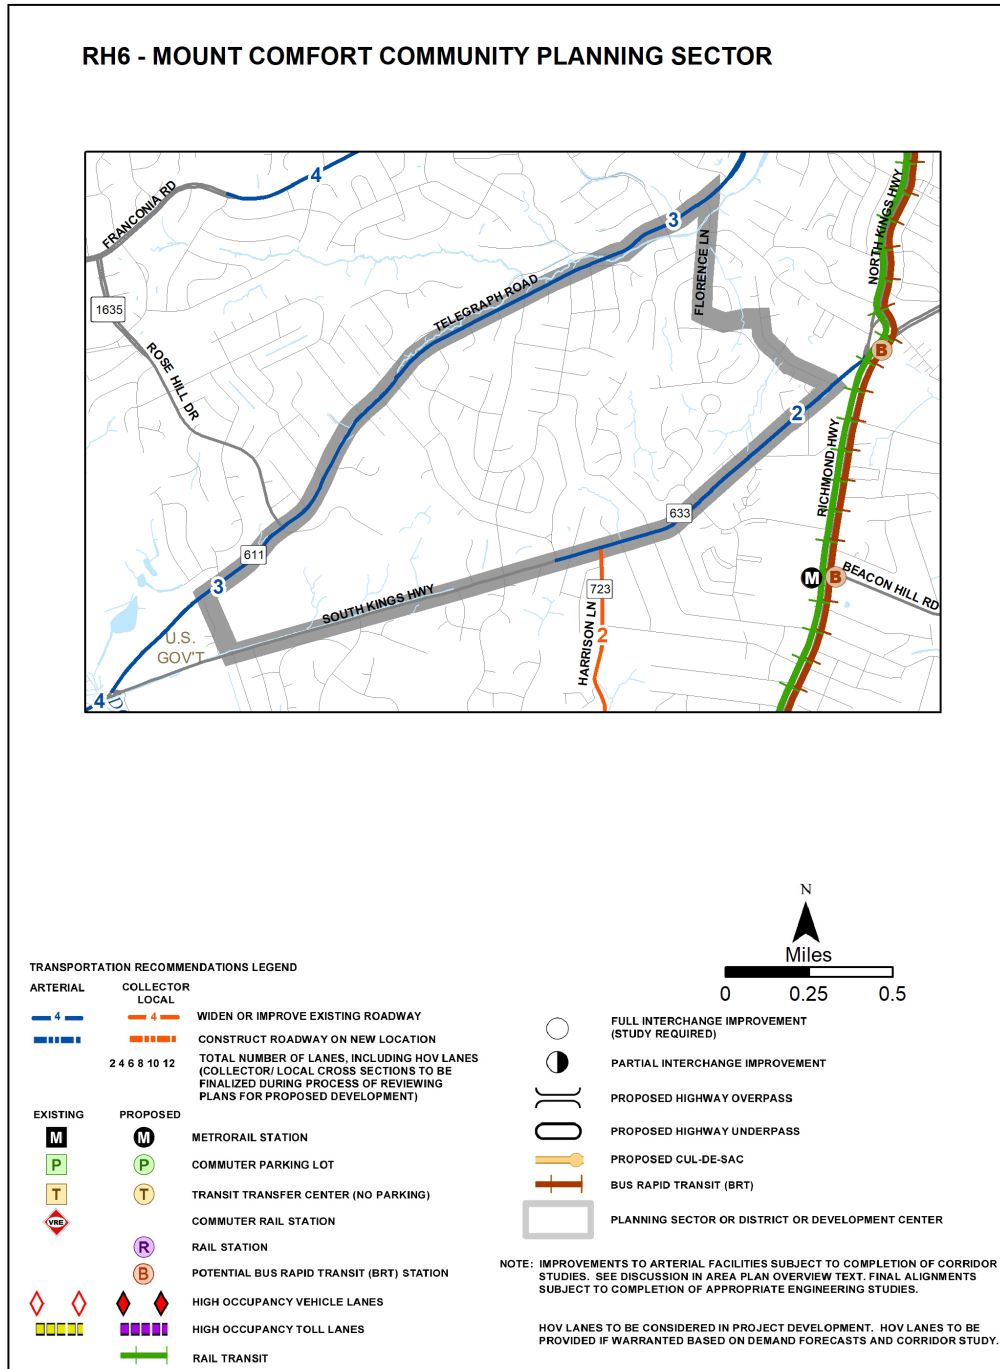 RH6 - MOUNT COMFORT COMMUNITY PLANNING SECTOR
4
FRANCONIA RD
3
NORTH KINGS HWY
FLORENCE LN
TELEGRAPH ROAD
1635
ROSE HILL DR
B
2
RICHMOND HWY
633
611
3
SOUTH KINGS HWY
723
HARRISON LN
2
M
B
BEACON HILL RD
U.S.
GOV'T
4
N
Miles
0 0.25 0.5
TRANSPORTATION RECOMMENDATIONS LEGEND
ARTERIAL
COLLECTOR
LOCAL
4 4 WIDEN OR IMPROVE EXISTING ROADWAY
CONSTRUCT ROADWAY ON NEW LOCATION
2 4 6 8 10 12 TOTAL NUMBER OF LANES, INCLUDING HOV LANES
(COLLECTOR/ LOCAL CROSS SECTIONS TO BE
FINALIZED DURING PROCESS OF REVIEWING
PLANS FOR PROPOSED DEVELOPMENT)
EXISTING PROPOSED
M M METRORAIL STATION
P P COMMUTER PARKING LOT
T T TRANSIT TRANSFER CENTER (NO PARKING)
VRE COMMUTER RAIL STATION
R RAIL STATION
B POTENTIAL BUS RAPID TRANSIT (BRT) STATION
HIGH OCCUPANCY VEHICLE LANES
HIGH OCCUPANCY TOLL LANES
RAIL TRANSIT
FULL INTERCHANGE IMPROVEMENT
(STUDY REQUIRED)
PARTIAL INTERCHANGE IMPROVEMENT
PROPOSED HIGHWAY OVERPASS
PROPOSED HIGHWAY UNDERPASS
PROPOSED CUL-DE-SAC
BUS RAPID TRANSIT (BRT)
PLANNING SECTOR OR DISTRICT OR DEVELOPMENT CENTER
NOTE: IMPROVEMENTS TO ARTERIAL FACILITIES SUBJECT TO COMPLETION OF CORRIDOR
STUDIES. SEE DISCUSSION IN AREA PLAN OVERVIEW TEXT. FINAL ALIGNMENTS
SUBJECT TO COMPLETION OF APPROPRIATE ENGINEERING STUDIES.
HOV LANES TO BE CONSIDERED IN PROJECT DEVELOPMENT. HOV LANES TO BE
PROVIDED IF WARRANTED BASED ON DEMAND FORECASTS AND CORRIDOR STUDY.